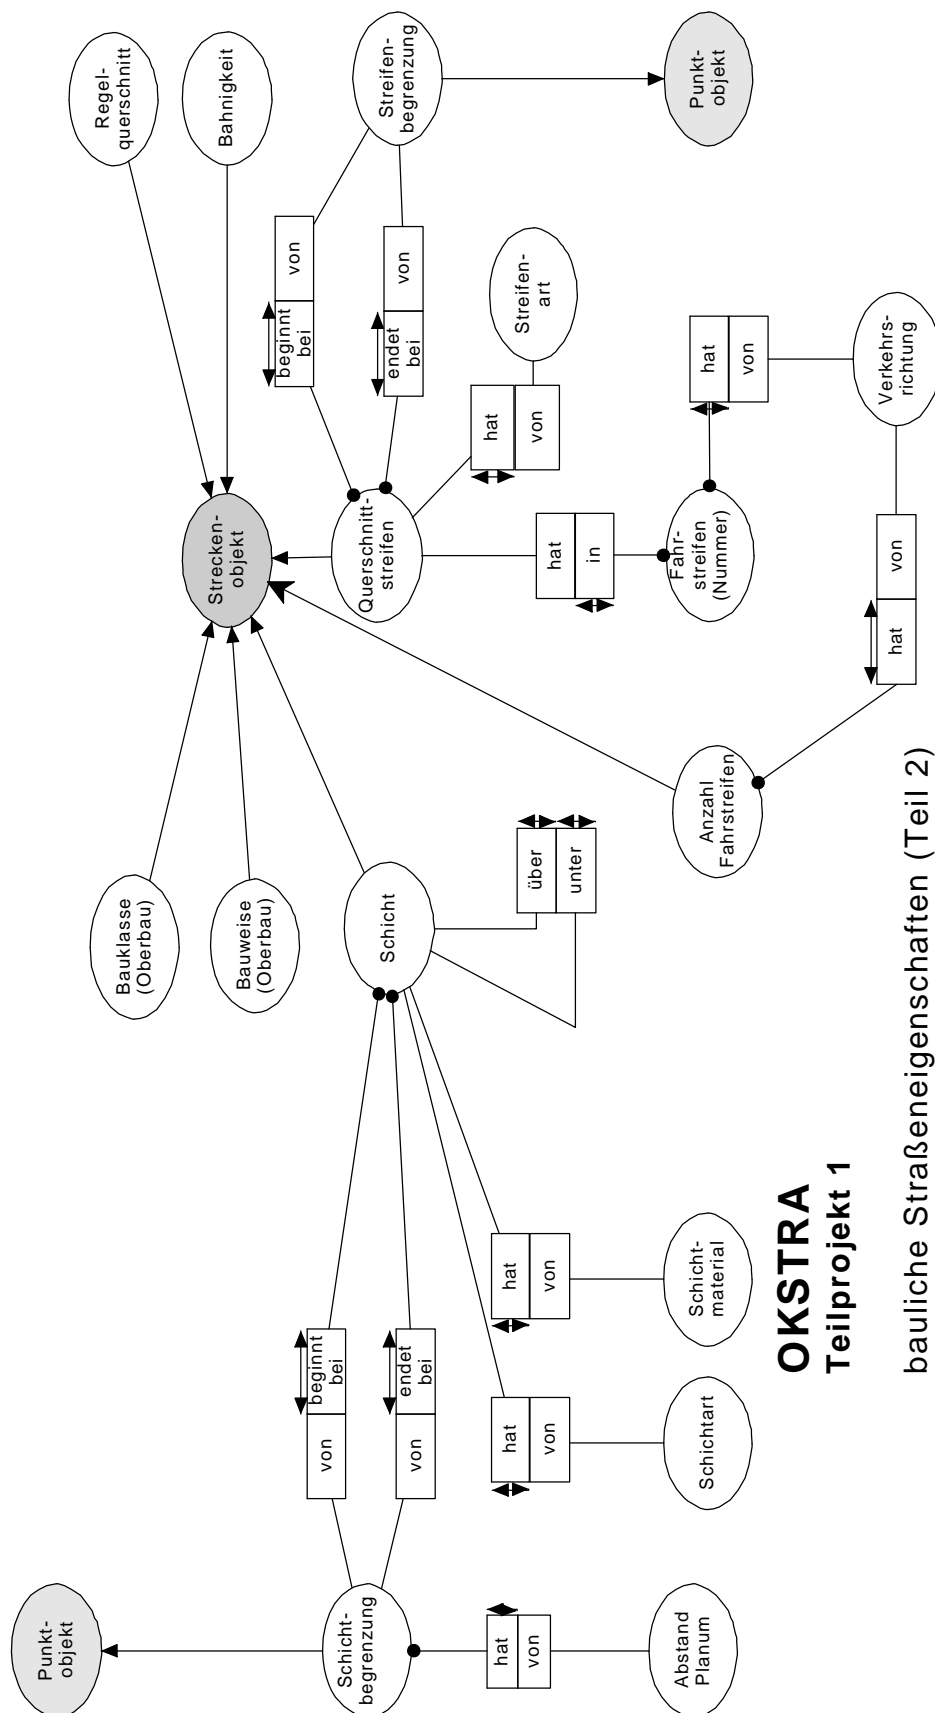 Punkt-
objekt
Schicht-
begrenzung
hat
von
Abstand
Planum
von
beginnt
bei
von
endet
bei
hat
von
Schichtart
hat
von
Schicht-
material
Bauklasse
(Oberbau)
Bauweise
(Oberbau)
Schicht
über
unter
Anzahl
Fahrstreifen
hat
von
Strecken-
objekt
Querschnitt-
streifen
hat
in
Fahr-
streifen
(Nummer)
hat
von
Verkehrs-
richtung
hat
von
Streifen-
art
beginnt
bei
von
endet
bei
von
Regel-
querschnitt
Bahnigkeit
Streifen-
begrenzung
Punkt-
objekt
OKSTRA
Teilprojekt 1
bauliche Straßeneigenschaften (Teil 2)